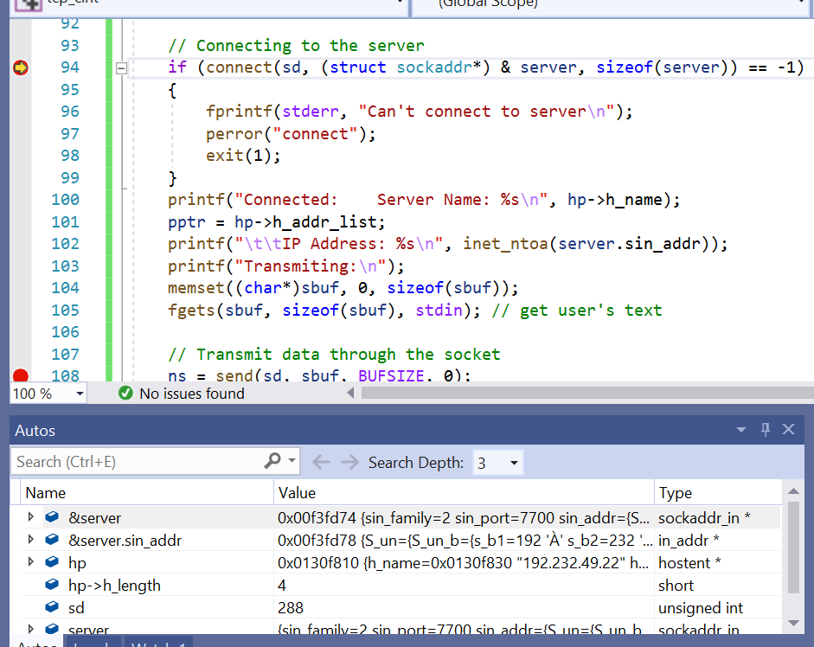 tcp_clnt
(Global Scope)
92
93 // Connecting to the server
94 if (connect(sd, (struct sockaddr*) & server, sizeof(server)) == -1)
95 {
96 fprintf(stderr, "Can't connect to server\n");
97 perror("connect");
98 exit(1);
99 }
100 printf("Connected:    Server Name: %s\n", hp->h_name);
101 pptr = hp->h_addr_list;
102 printf("\t\tIP Address: %s\n", inet_ntoa(server.sin_addr));
103 printf("Transmiting:\n");
104 memset((char*)sbuf, 0, sizeof(sbuf));
105 fgets(sbuf, sizeof(sbuf), stdin); // get user's text
106
107 // Transmit data through the socket
108 ns = send(sd, sbuf, BUFSIZE, 0);
100 % No issues found
Autos
Search (Ctrl+E) Search Depth: 3
Name Value Type
&server 0x00f3fd74 {sin_family=2 sin_port=7700 sin_addr={S... sockaddr_in *
&server.sin_addr 0x00f3fd78 {S_un={S_un_b={s_b1=192 'À' s_b2=232 '... in_addr *
hp 0x0130f810 {h_name=0x0130f830 "192.232.49.22" h... hostent *
hp->h_length 4 short
sd 288 unsigned int
server {sin_family=2 sin_port=7700 sin_addr={S_un={S_un_b... sockaddr_in
Autos Locals Watch 1